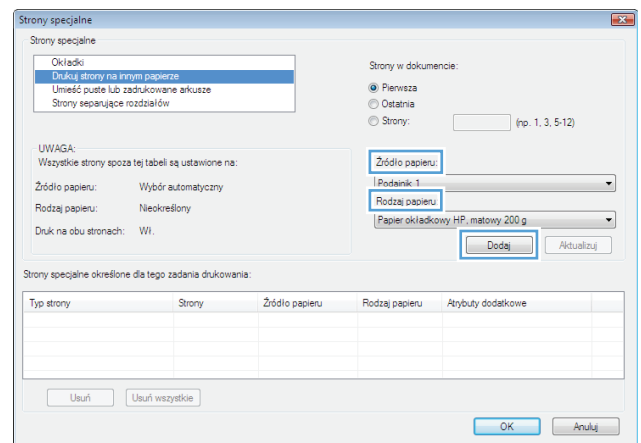 Strony specjalne
Strony specjalne
Okładki
Drukuj strony na innym papierze
Umieść puste lub zadrukowane arkusze
Strony separujące rozdziałów
Strony w dokumencie:
Pierwsza
Ostatnia
Strony: (np. 1, 3, 5-12)
UWAGA:
Wszystkie strony spoza tej tabeli są ustawione na:
Źródło papieru: Wybór automatyczny
Rodzaj papieru: Nieokreślony
Druk na obu stronach: Wł.
Źródło papieru:
Podajnik 1
Rodzaj papieru:
Papier okładkowy HP, matowy 200 g
Dodaj Aktualizuj
Strony specjalne określone dla tego zadania drukowania:
Typ strony Strony Źródło papieru Rodzaj papieru Atrybuty dodatkowe
Usuń Usuń wszystkie
OK Anuluj